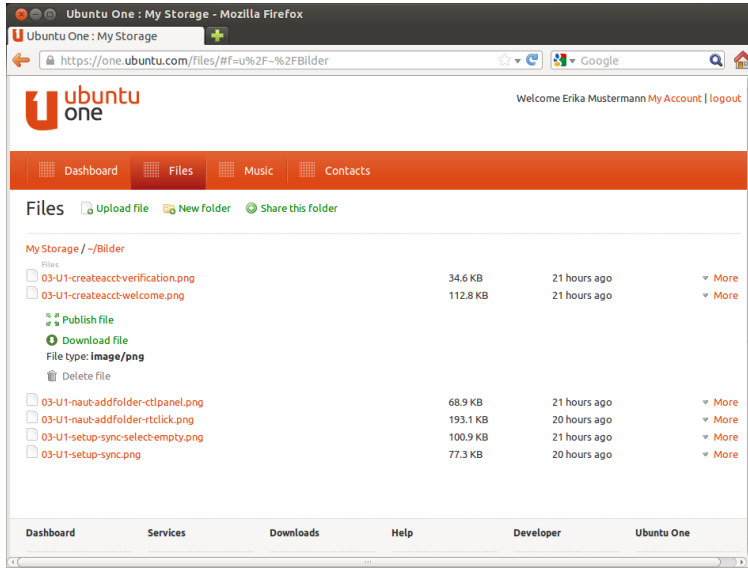 Ubuntu One : My Storage - Mozilla Firefox
Ubuntu One : My Storage
https://one.ubuntu.com/files/#f=u%2F~%2FBilder
Google
ubuntu one
Welcome Erika Mustermann My Account | logout
Dashboard Files Music Contacts
Files Upload file New folder Share this folder
My Storage / ~/Bilder
Files
03-U1-createacct-verification.png 34.6 KB 21 hours ago More
03-U1-createacct-welcome.png 112.8 KB 21 hours ago More
Publish file
Download file
File type: image/png
Delete file
03-U1-naut-addfolder-ctlpanel.png 68.9 KB 21 hours ago More
03-U1-naut-addfolder-rtclick.png 193.1 KB 20 hours ago More
03-U1-setup-sync-select-empty.png 100.9 KB 21 hours ago More
03-U1-setup-sync.png 77.3 KB 20 hours ago More
Dashboard Services Downloads Help Developer Ubuntu One